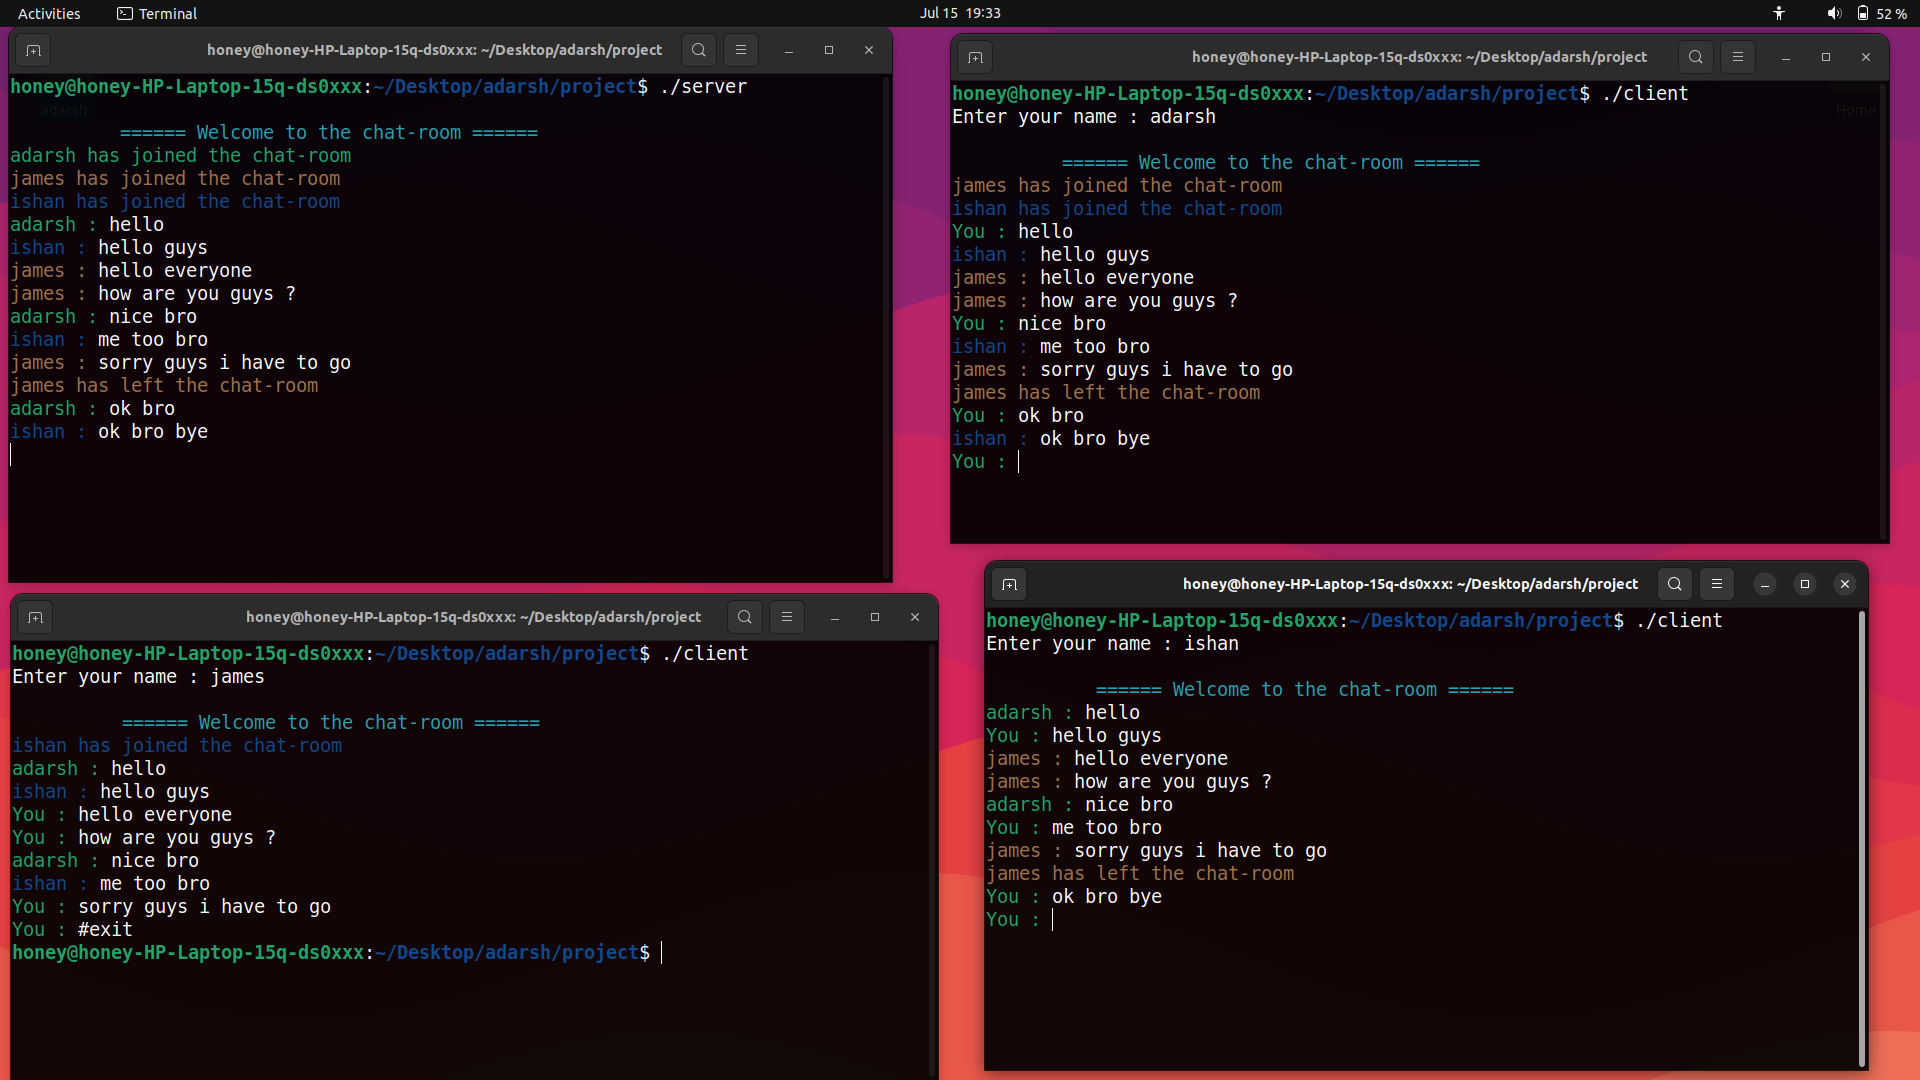 Activities Terminal Jul 15 19:33 52 %
honey@honey-HP-Laptop-15q-ds0xxx: ~/Desktop/adarsh/project
honey@honey-HP-Laptop-15q-ds0xxx:~/Desktop/adarsh/project$ ./server
adarsh
====== Welcome to the chat-room ======
adarsh has joined the chat-room
james has joined the chat-room
ishan has joined the chat-room
adarsh : hello
ishan : hello guys
james : hello everyone
james : how are you guys ?
adarsh : nice bro
ishan : me too bro
james : sorry guys i have to go
james has left the chat-room
adarsh : ok bro
ishan : ok bro bye
honey@honey-HP-Laptop-15q-ds0xxx: ~/Desktop/adarsh/project
honey@honey-HP-Laptop-15q-ds0xxx:~/Desktop/adarsh/project$ ./client
Home
Enter your name : adarsh
====== Welcome to the chat-room ======
james has joined the chat-room
ishan has joined the chat-room
You : hello
ishan : hello guys
james : hello everyone
james : how are you guys ?
You : nice bro
ishan : me too bro
james : sorry guys i have to go
james has left the chat-room
You : ok bro
ishan : ok bro bye
You :
honey@honey-HP-Laptop-15q-ds0xxx: ~/Desktop/adarsh/project
honey@honey-HP-Laptop-15q-ds0xxx:~/Desktop/adarsh/project$ ./client
Enter your name : james
====== Welcome to the chat-room ======
ishan has joined the chat-room
adarsh : hello
ishan : hello guys
You : hello everyone
You : how are you guys ?
adarsh : nice bro
ishan : me too bro
You : sorry guys i have to go
You : #exit
honey@honey-HP-Laptop-15q-ds0xxx:~/Desktop/adarsh/project$
honey@honey-HP-Laptop-15q-ds0xxx: ~/Desktop/adarsh/project
honey@honey-HP-Laptop-15q-ds0xxx:~/Desktop/adarsh/project$ ./client
Enter your name : ishan
====== Welcome to the chat-room ======
adarsh : hello
You : hello guys
james : hello everyone
james : how are you guys ?
adarsh : nice bro
You : me too bro
james : sorry guys i have to go
james has left the chat-room
You : ok bro bye
You :